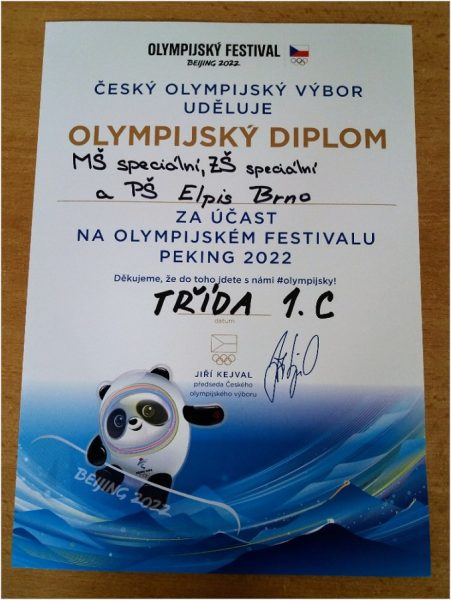 OLYMPIJSKÝ FESTIVAL
BEIJING 2022
ČESKÝ OLYMPIJSKÝ VÝBOR
UDĚLUJE
OLYMPIJSKÝ DIPLOM
MŠ speciální, ZŠ speciální
a PŠ Elpis Brno
ZA ÚČAST
NA OLYMPIJSKÉM FESTIVALU
PEKING 2022
Děkujeme, že do toho jdete s námi #olympijsky!
TŘÍDA 1.C
datum
JIŘÍ KEJVAL
předseda Českého
olympijského výboru
BEIJING 2022